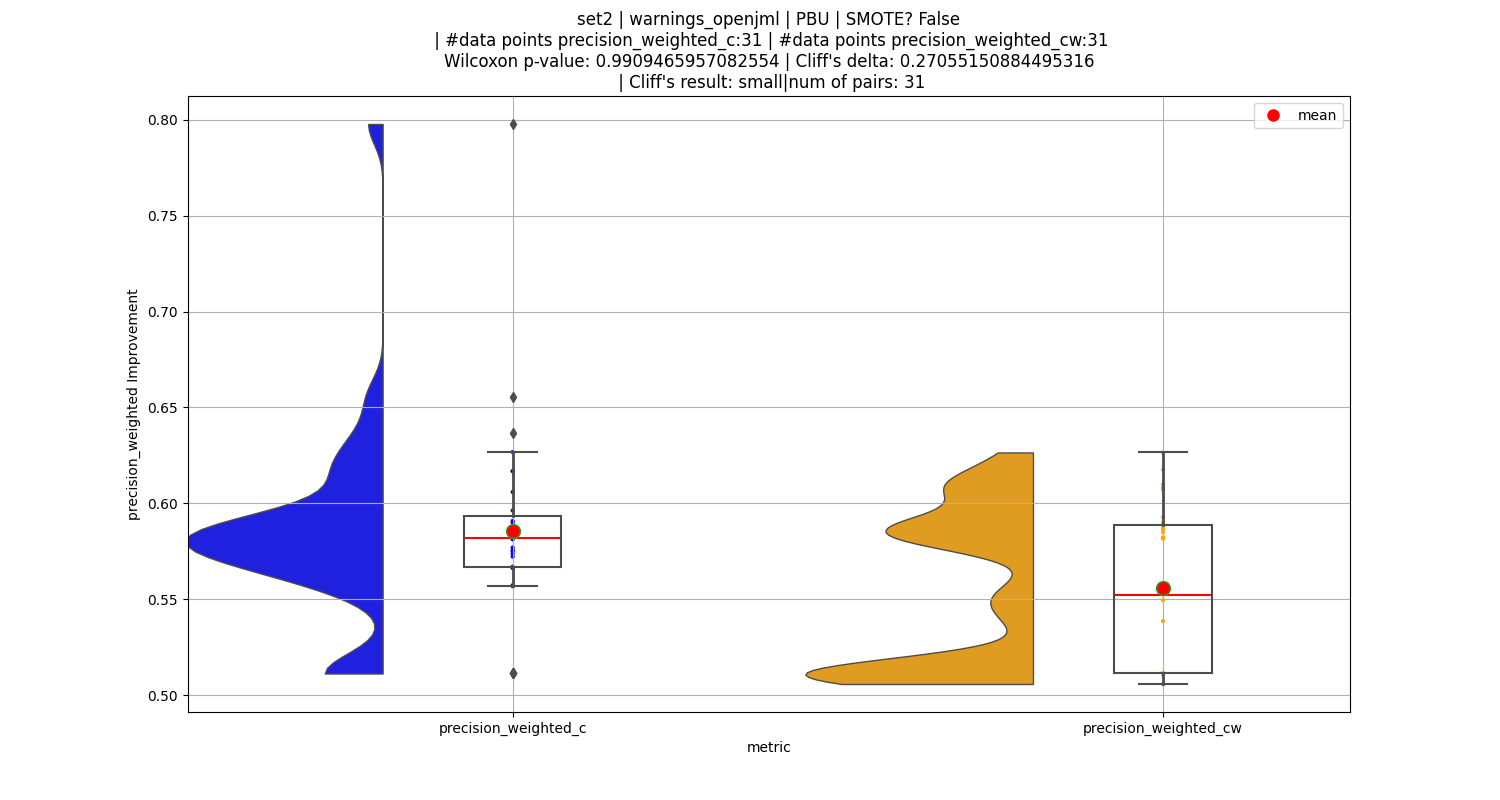 set2 | warnings_openjml | PBU | SMOTE? False
| #data points precision_weighted_c:31 | #data points precision_weighted_cw:31
Wilcoxon p-value: 0.9909465957082554 | Cliff's delta: 0.27055150884495316
| Cliff's result: small|num of pairs: 31
mean
0.80
0.75
0.70
0.65
0.60
0.55
0.50
precision_weighted Improvement
precision_weighted_c
precision_weighted_cw
metric